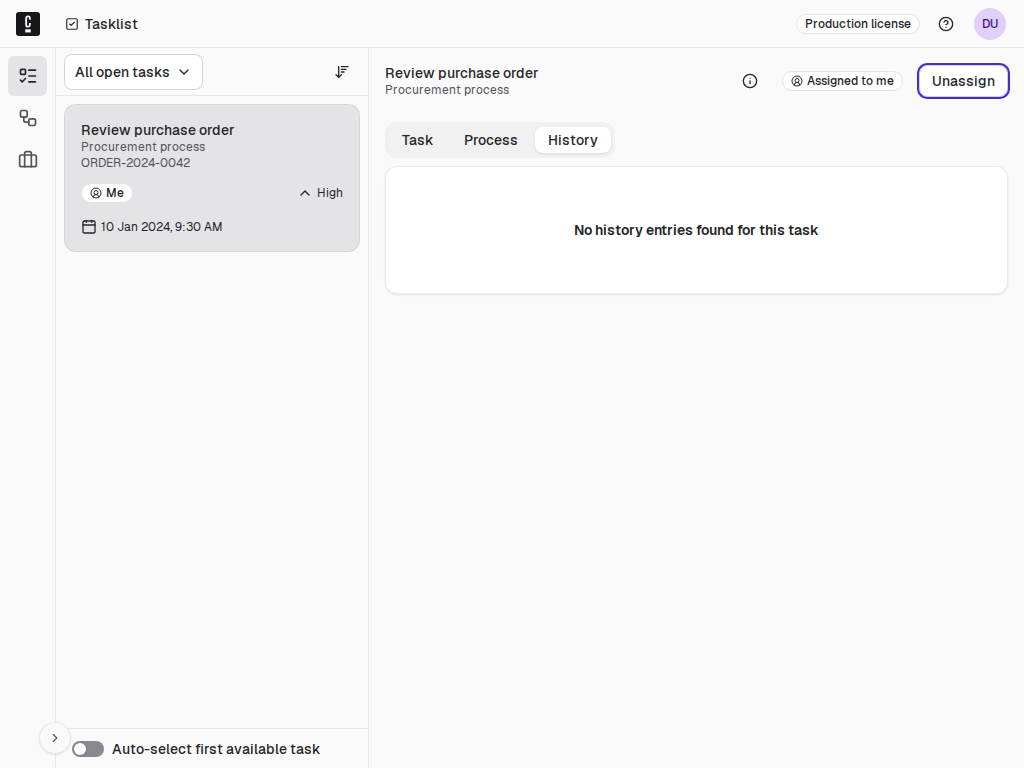 Tasklist
Production license
DU
All open tasks
Review purchase order
Procurement process
ORDER-2024-0042
Me
High
10 Jan 2024, 9:30 AM
Auto-select first available task
Review purchase order
Procurement process
Assigned to me
Unassign
Task
Process
History
No history entries found for this task